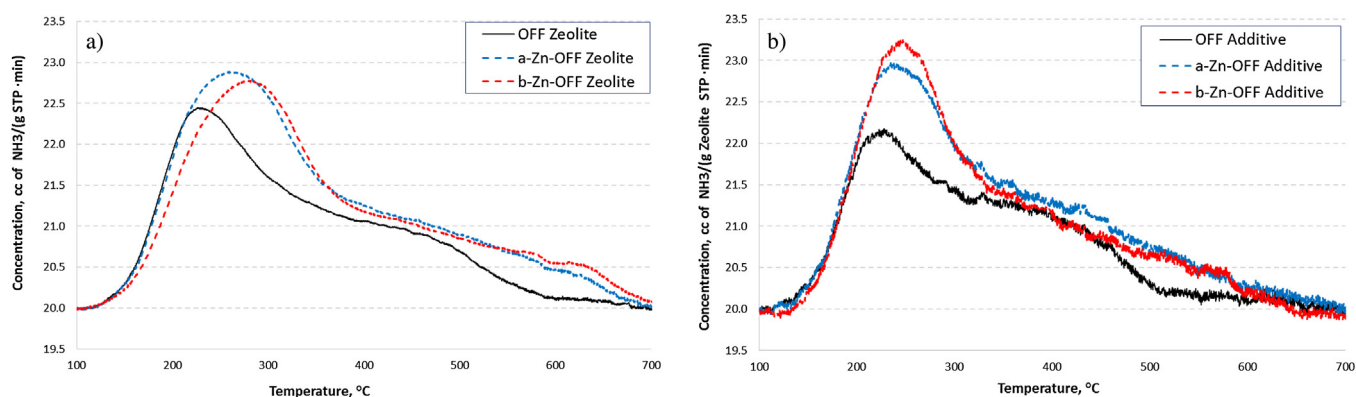 a)
OFF Zeolite
a-Zn-OFF Zeolite
b-Zn-OFF Zeolite
Concentration, cc of NH3/(g STP ·min)
23.5
23.0
22.5
22.0
21.5
21.0
20.5
20.0
19.5
100 200 300 400 500 600 700
Temperature, °C
b)
OFF Additive
a-Zn-OFF Additive
b-Zn-OFF Additive
Concentration, cc of NH3/(g Zeolite STP ·min)
23.5
23.0
22.5
22.0
21.5
21.0
20.5
20.0
19.5
100 200 300 400 500 600 700
Temperature, °C